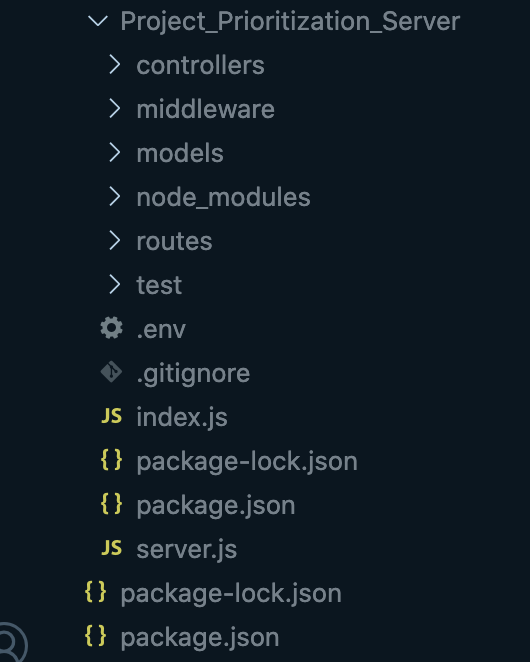 Project_Prioritization_Server
controllers
middleware
models
node_modules
routes
test
.env
.gitignore
JS index.js
{} package-lock.json
{} package.json
JS server.js
{} package-lock.json
{} package.json